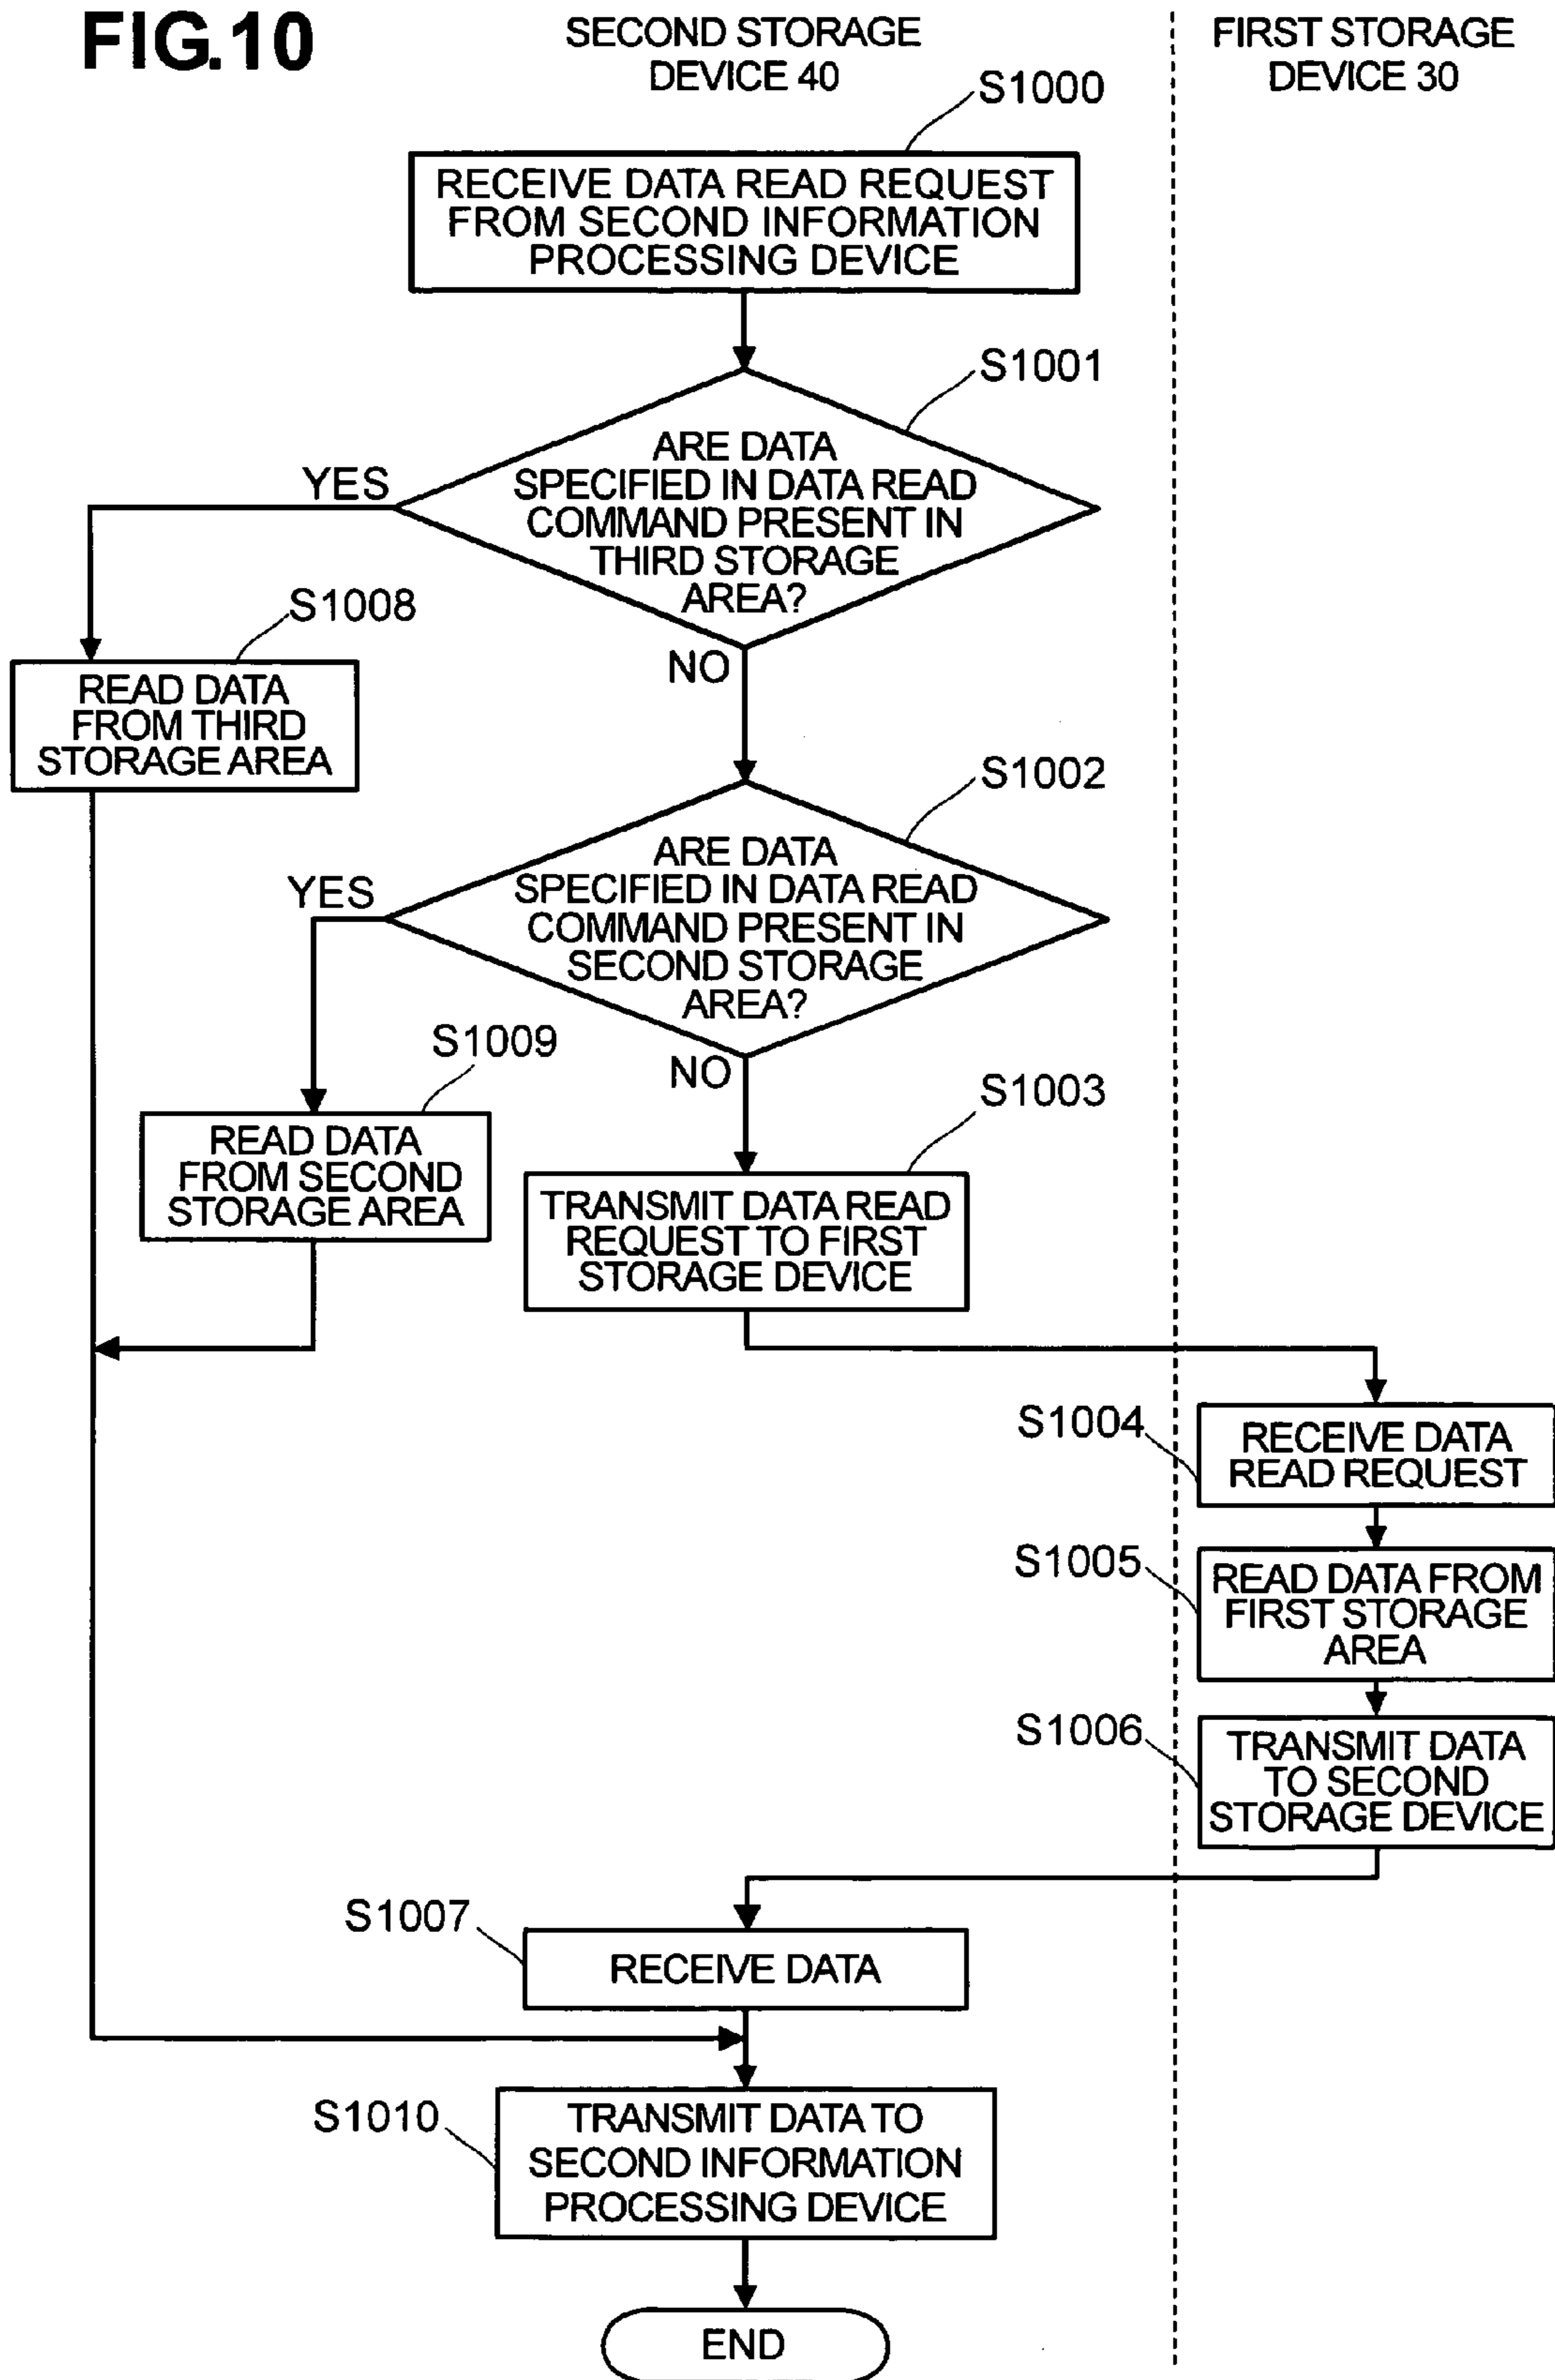 FIG.10
SECOND STORAGE
DEVICE 40
FIRST STORAGE
DEVICE 30
S1000
RECEIVE DATA READ REQUEST
FROM SECOND INFORMATION
PROCESSING DEVICE
S1001
ARE DATA
SPECIFIED IN DATA READ
COMMAND PRESENT IN
THIRD STORAGE
AREA?
YES
NO
S1008
READ DATA
FROM THIRD
STORAGE AREA
S1002
ARE DATA
SPECIFIED IN DATA READ
COMMAND PRESENT IN
SECOND STORAGE
AREA?
YES
NO
S1009
READ DATA
FROM SECOND
STORAGE AREA
S1003
TRANSMIT DATA READ
REQUEST TO FIRST
STORAGE DEVICE
S1004
RECEIVE DATA
READ REQUEST
S1005
READ DATA FROM
FIRST STORAGE
AREA
S1006
TRANSMIT DATA
TO SECOND
STORAGE DEVICE
S1007
RECEIVE DATA
S1010
TRANSMIT DATA TO
SECOND INFORMATION
PROCESSING DEVICE
END